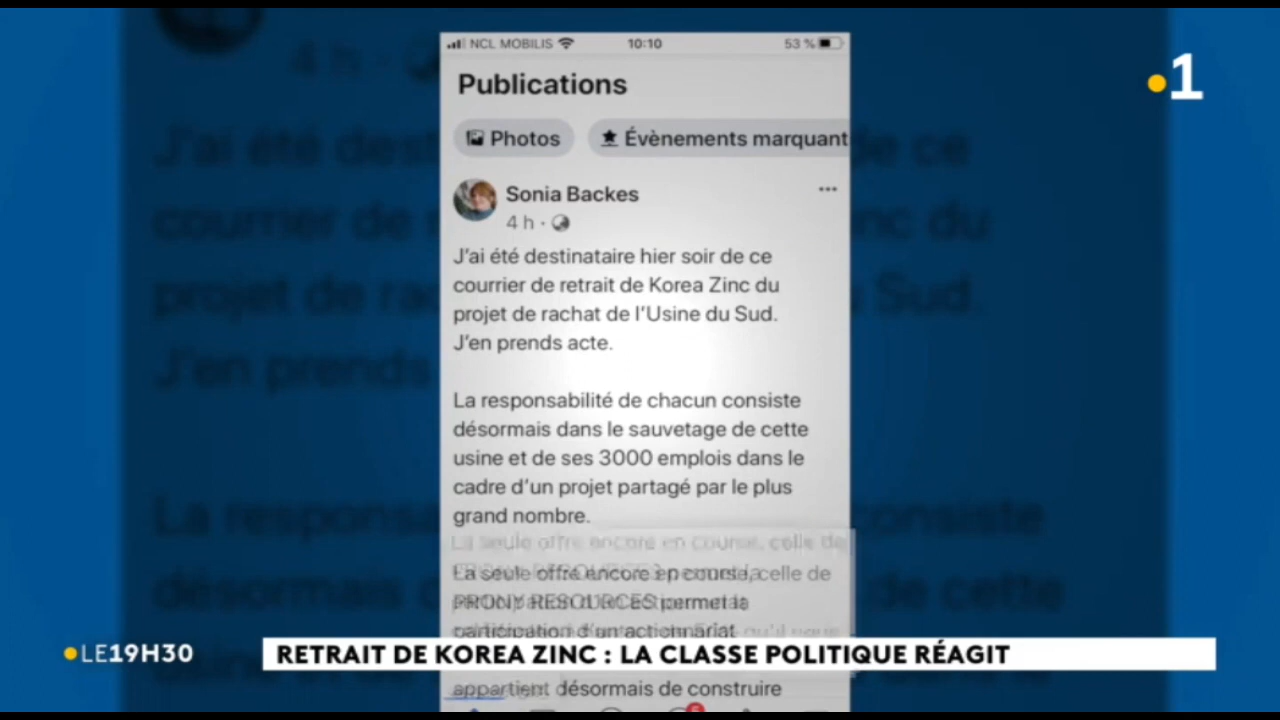 NCL MOBILIS 10:10 53 %
1
Publications
Photos Évènements marquant
Sonia Backes
4 h
J'ai été destinataire hier soir de ce
courrier de retrait de Korea Zinc du
projet de rachat de l'Usine du Sud.
J'en prends acte.
La responsabilité de chacun consiste
désormais dans le sauvetage de cette
usine et de ses 3000 emplois dans le
cadre d'un projet partagé par le plus
grand nombre.
La seule offre encore en course, celle de
PRONY RESOURCES permet la
participation d'un actionnariat
LE19H30 RETRAIT DE KOREA ZINC : LA CLASSE POLITIQUE RÉAGIT
appartient désormais de construire